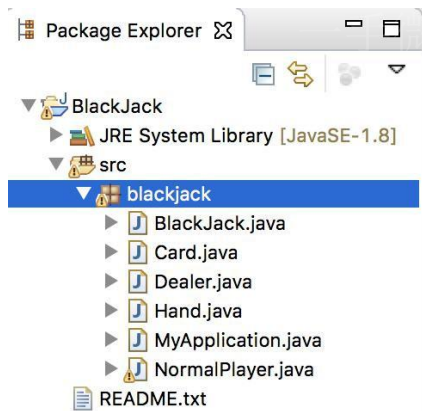 Package Explorer
BlackJack
JRE System Library [JavaSE-1.8]
src
blackjack
BlackJack.java
Card.java
Dealer.java
Hand.java
MyApplication.java
NormalPlayer.java
README.txt